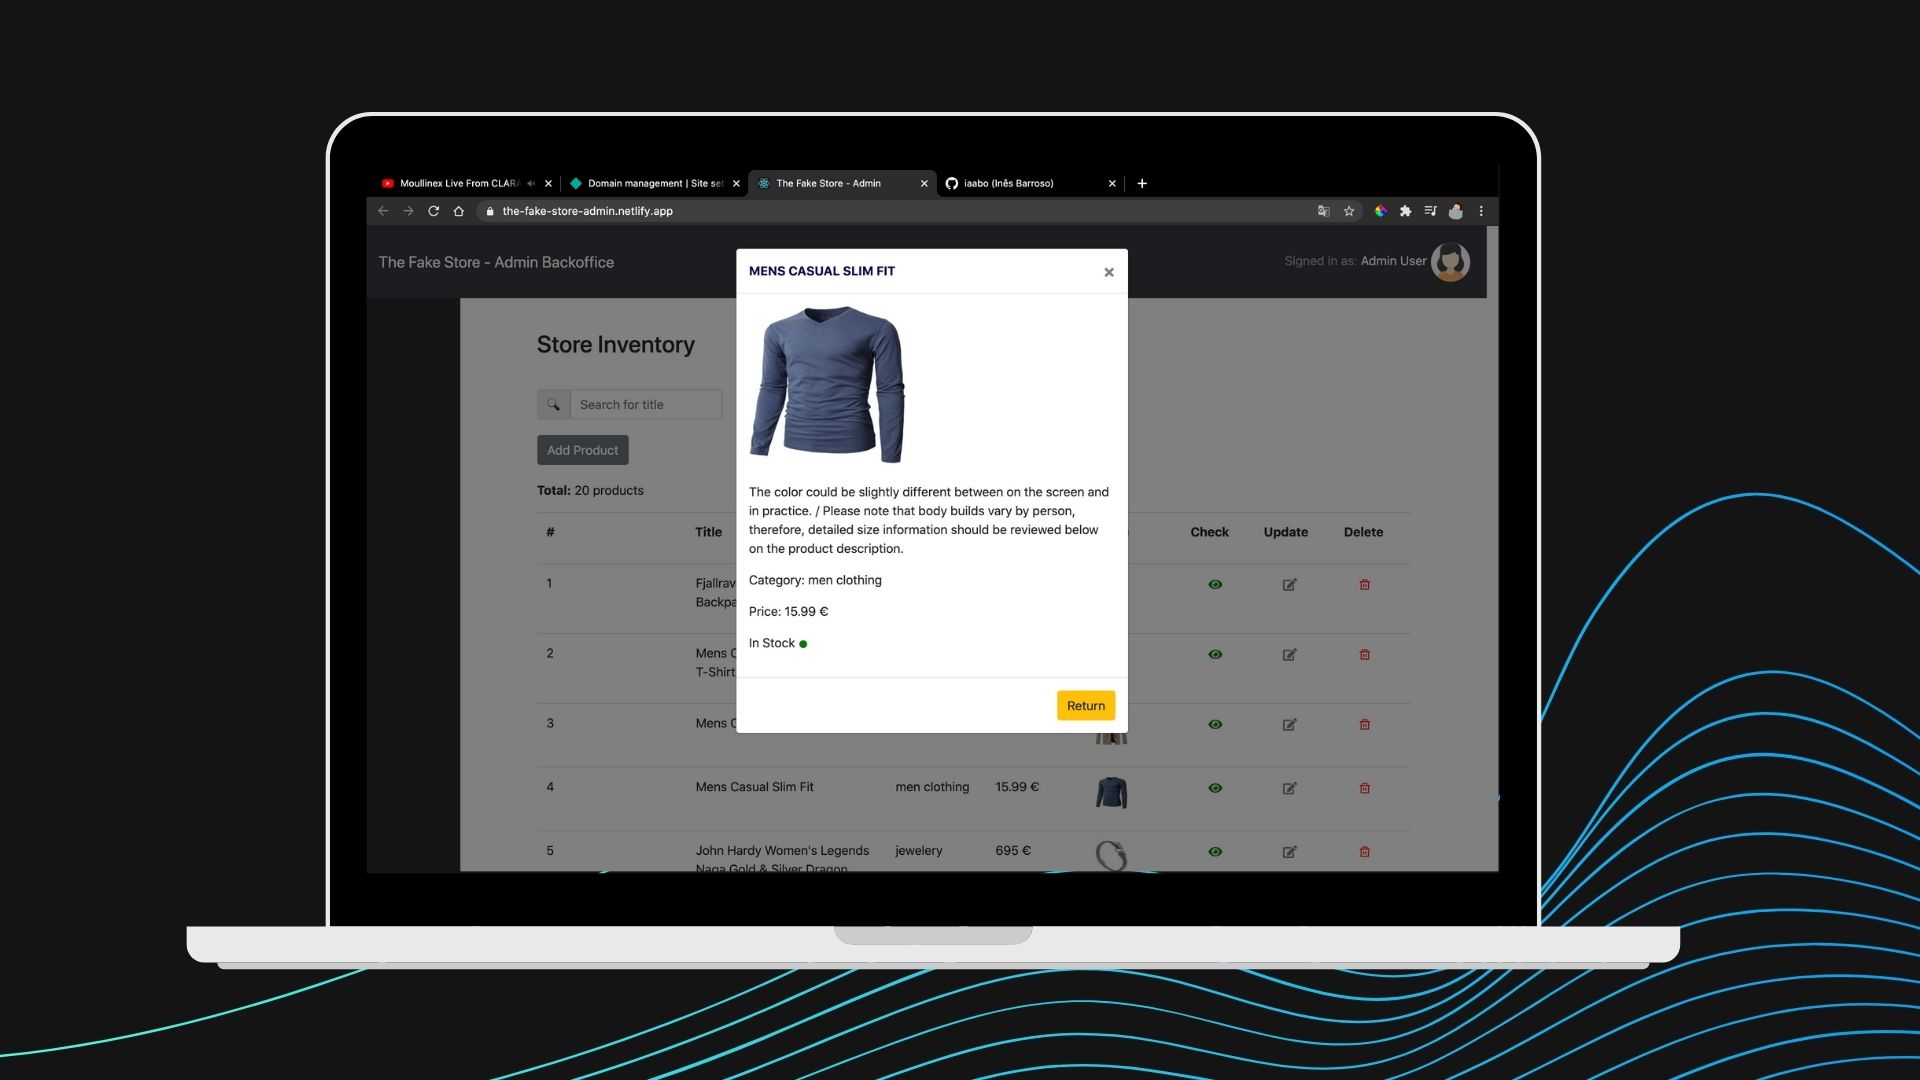 Moullinex Live From CLAR
Domain management | Site se
The Fake Store - Admin
iaabo (Inês Barroso)
the-fake-store-admin.netlify.app
The Fake Store - Admin Backoffice
Signed in as: Admin User
MENS CASUAL SLIM FIT
×
Store Inventory
Search for title
Add Product
Total: 20 products
The color could be slightly different between on the screen and
in practice. / Please note that body builds vary by person,
therefore, detailed size information should be reviewed below
on the product description.
Category: men clothing
Price: 15.99 €
In Stock
Return
# Title Check Update Delete
1 Fjallrav
Backpa
2 Mens C
T-Shirt
3 Mens C
4 Mens Casual Slim Fit men clothing 15.99 €
5 John Hardy Women's Legends jewelery 695 €
Naga Gold & Silver Dragon